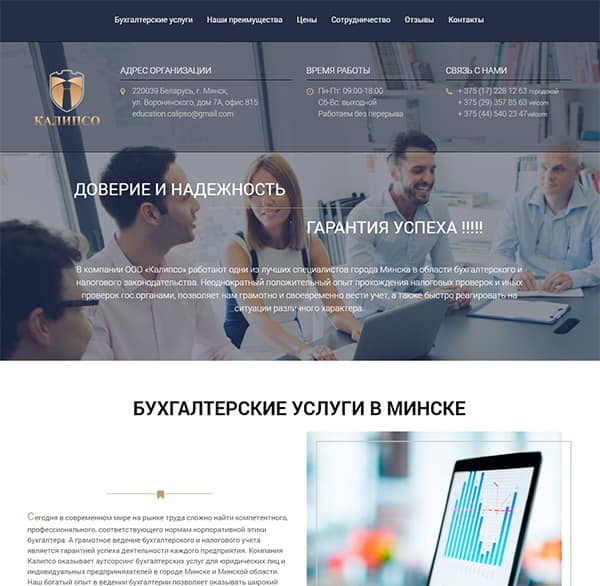 Бухгалтерские услуги Наши преимущества Цены Сотрудничество Отзывы Контакты
КАЛИПСО
АДРЕС ОРГАНИЗАЦИИ
220039 Беларусь, г. Минск,
ул. Воронянского, дом 7А, офис 815
education.calipso@gmail.com
ВРЕМЯ РАБОТЫ
Пн-Пт: 09.00-18.00
Сб-Вс: выходной
Работаем без перерыва
СВЯЗЬ С НАМИ
+ 375 (17) 228 12 63 городской
+ 375 (29) 357 85 63 velcom
+ 375 (44) 540 23 47 velcom
ДОВЕРИЕ И НАДЕЖНОСТЬ
ГАРАНТИЯ УСПЕХА !!!!!
В компании ООО «Калипсо» работают одни из лучших специалистов города Минска в области бухгалтерского и
налогового законодательства. Неоднократный положительный опыт прохождения налоговых проверок и иных
проверок гос.органами, позволяет нам грамотно и своевременно вести учет, а также быстро реагировать на
ситуации различного характера.
БУХГАЛТЕРСКИЕ УСЛУГИ В МИНСКЕ
Сегодня в современном мире на рынке труда сложно найти компетентного,
профессионального, соответствующего нормам корпоративной этики
бухгалтера. А грамотное ведение бухгалтерского и налогового учета
является гарантией успеха деятельности каждого предприятия. Компания
Калипсо оказывает аутсорсинг бухгалтерских услуг для юридических лиц и
индивидуальных предпринимателей в городе Минске и Минской области.
Наш богатый опыт в ведении бухгалтерии позволяет оказывать широкий